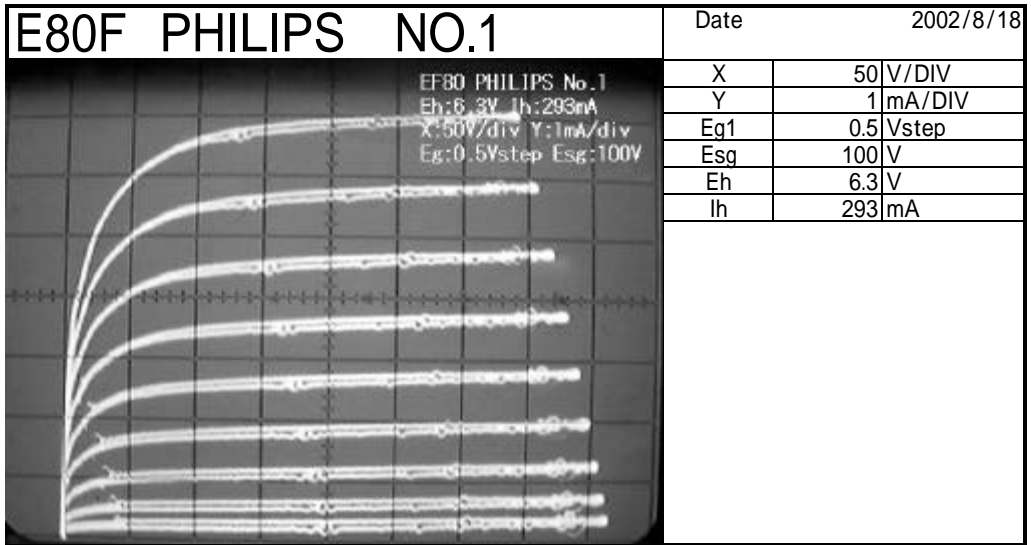 E80F PHILIPS NO.1
Date 2002/8/18
EF80 PHILIPS No.1
Eh:6.3V Ih:293mA
X:50V/div Y:1mA/div
Eg:0.5Vstep Esg:100V
X 50 V/DIV
Y 1 mA/DIV
Eg1 0.5 Vstep
Esg 100 V
Eh 6.3 V
Ih 293 mA